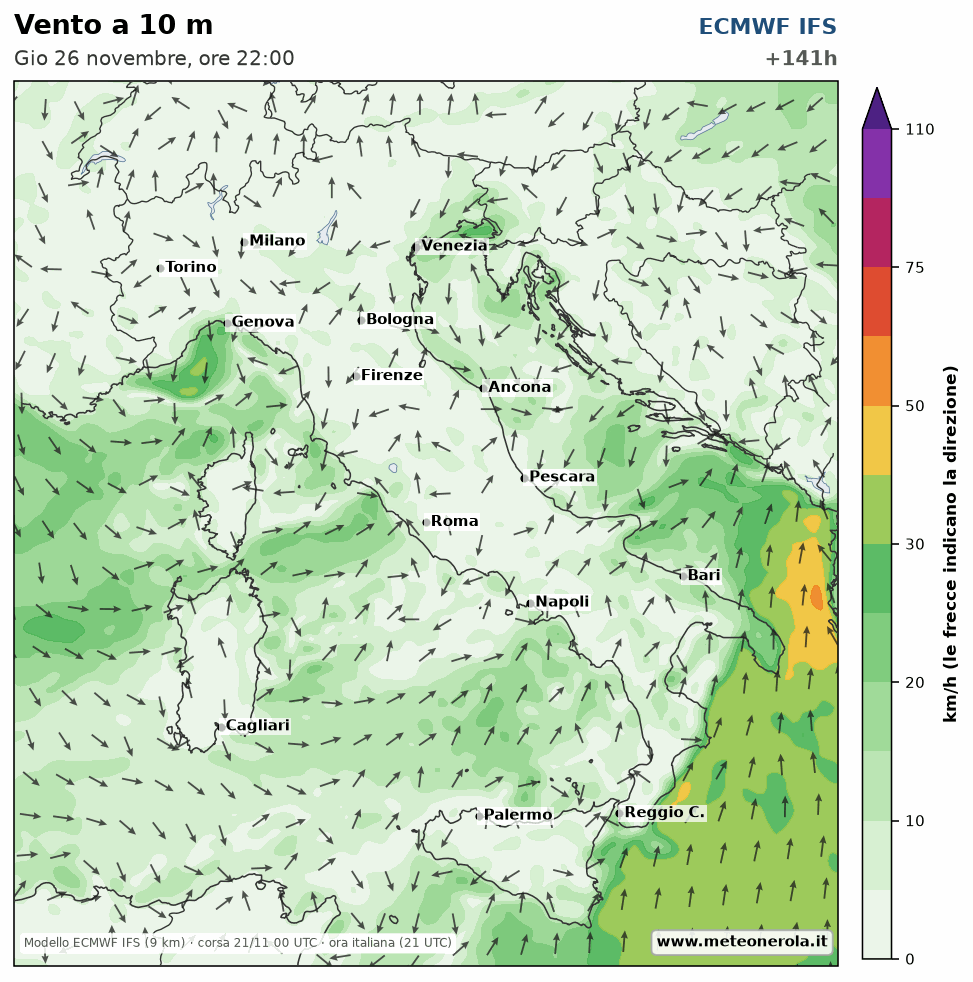 Vento a 10 m
ECMWF IFS
Gio 26 novembre, ore 22:00
+141h
110
75
50
30
20
10
0
km/h (le frecce indicano la direzione)
Venezia
Milano
Torino
Genova
Bologna
Firenze
Ancona
Pescara
Roma
Bari
Napoli
Cagliari
Palermo
Reggio C.
Modello ECMWF IFS (9 km) · corsa 21/11 00 UTC · ora italiana (21 UTC)
www.meteonerola.it